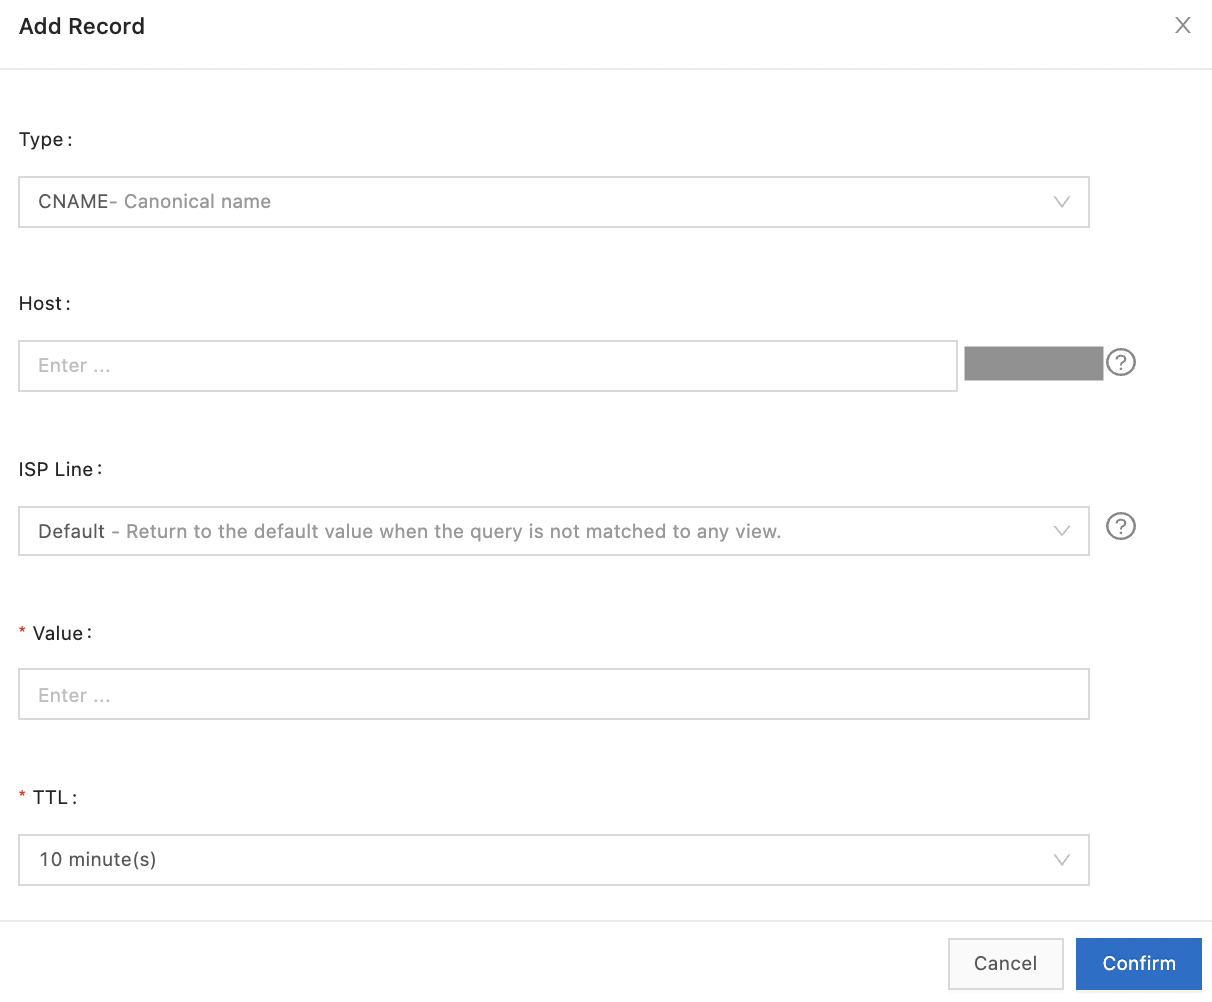 Add Record
Type :
CNAME- Canonical name
Host :
Enter ...
ISP Line :
Default - Return to the default value when the query is not matched to any view.
* Value :
Enter ...
* TTL :
10 minute(s)
Cancel
Confirm